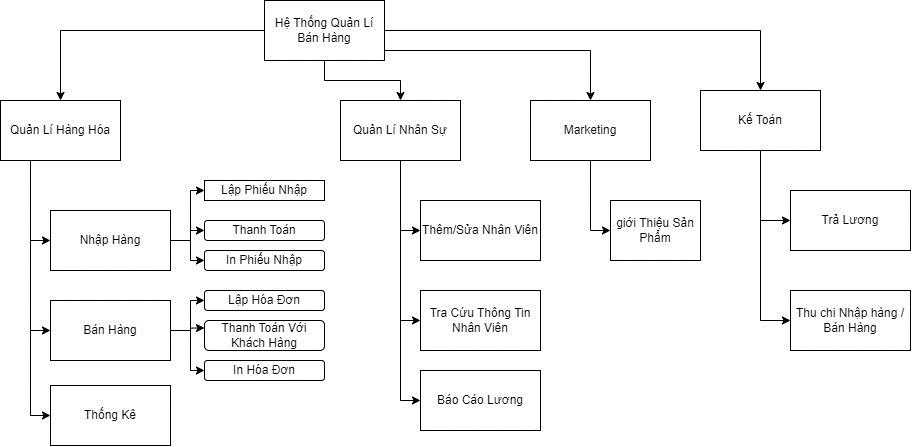 Hệ Thống Quản Lí
Bán Hàng
Quản Lí Hàng Hóa
Quản Lí Nhân Sự
Marketing
Kế Toán
Nhập Hàng
Lập Phiếu Nhập
Thanh Toán
In Phiếu Nhập
Bán Hàng
Lập Hóa Đơn
Thanh Toán Với
Khách Hàng
In Hóa Đơn
Thống Kê
Thêm/Sửa Nhân Viên
Tra Cứu Thông Tin
Nhân Viên
Báo Cáo Lương
giới Thiệu Sản
Phẩm
Trả Lương
Thu chi Nhập hàng /
Bán Hàng